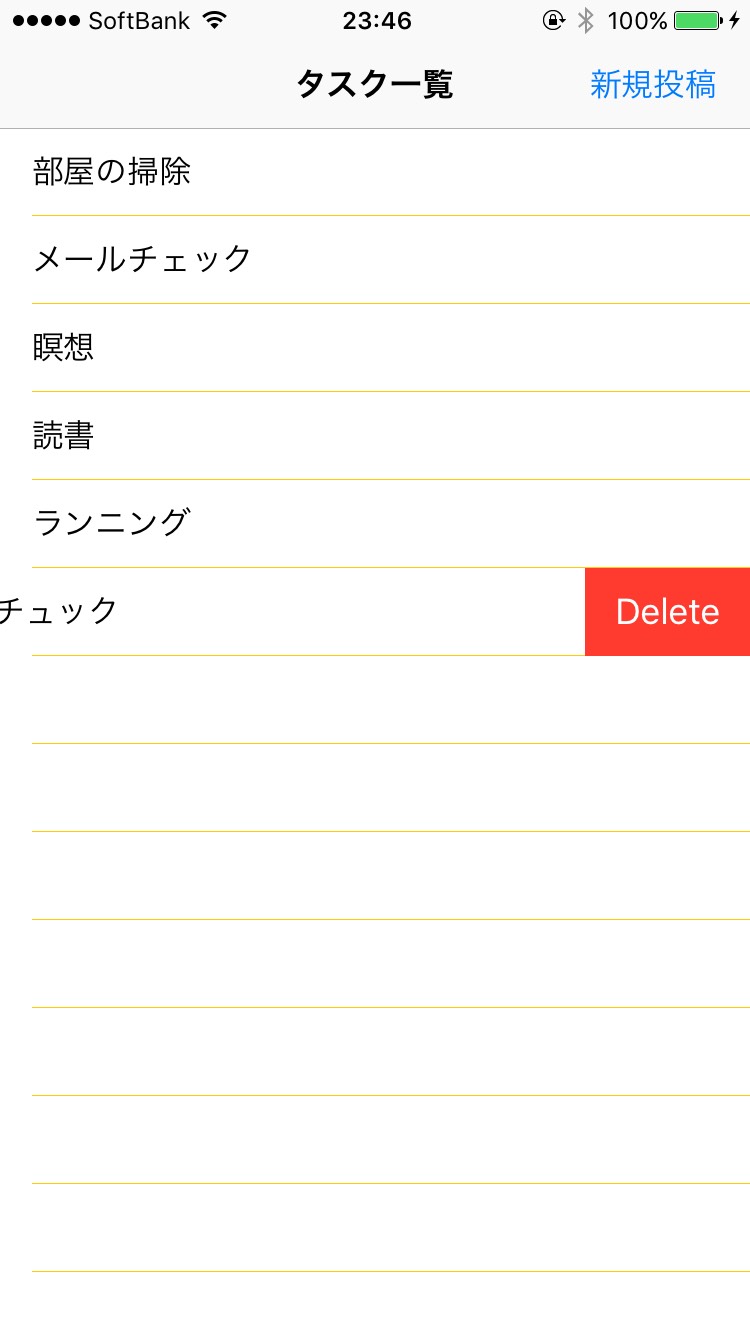 SoftBank 23:46 100%
タスク一覧 新規投稿
部屋の掃除
メールチェック
瞑想
読書
ランニング
チュック Delete